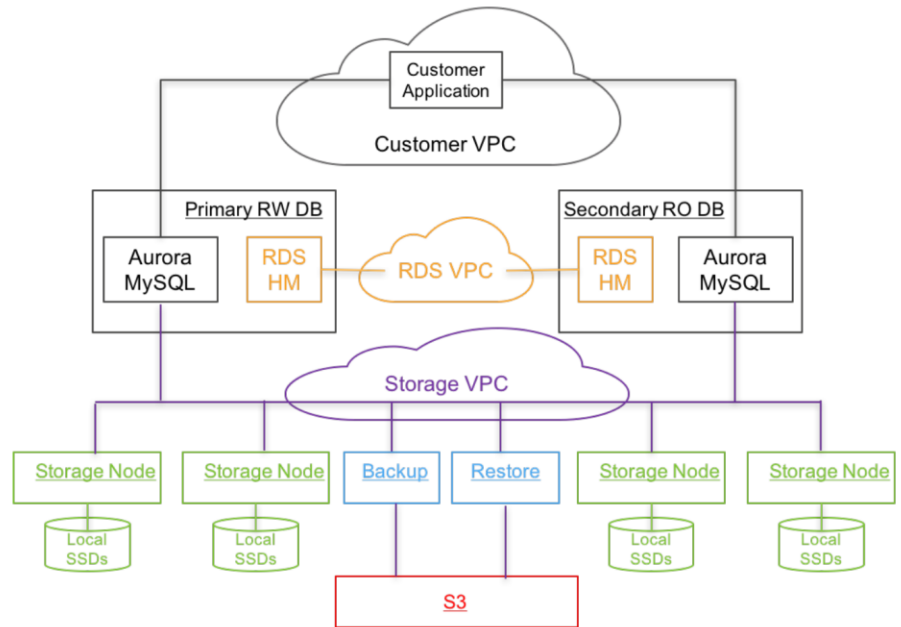 Customer
Application
Customer VPC
Primary RW DB
Secondary RO DB
Aurora
MySQL
RDS
HM
RDS VPC
RDS
HM
Aurora
MySQL
Storage VPC
Storage Node
Storage Node
Backup
Restore
Storage Node
Storage Node
Local
SSDs
Local
SSDs
Local
SSDs
Local
SSDs
S3